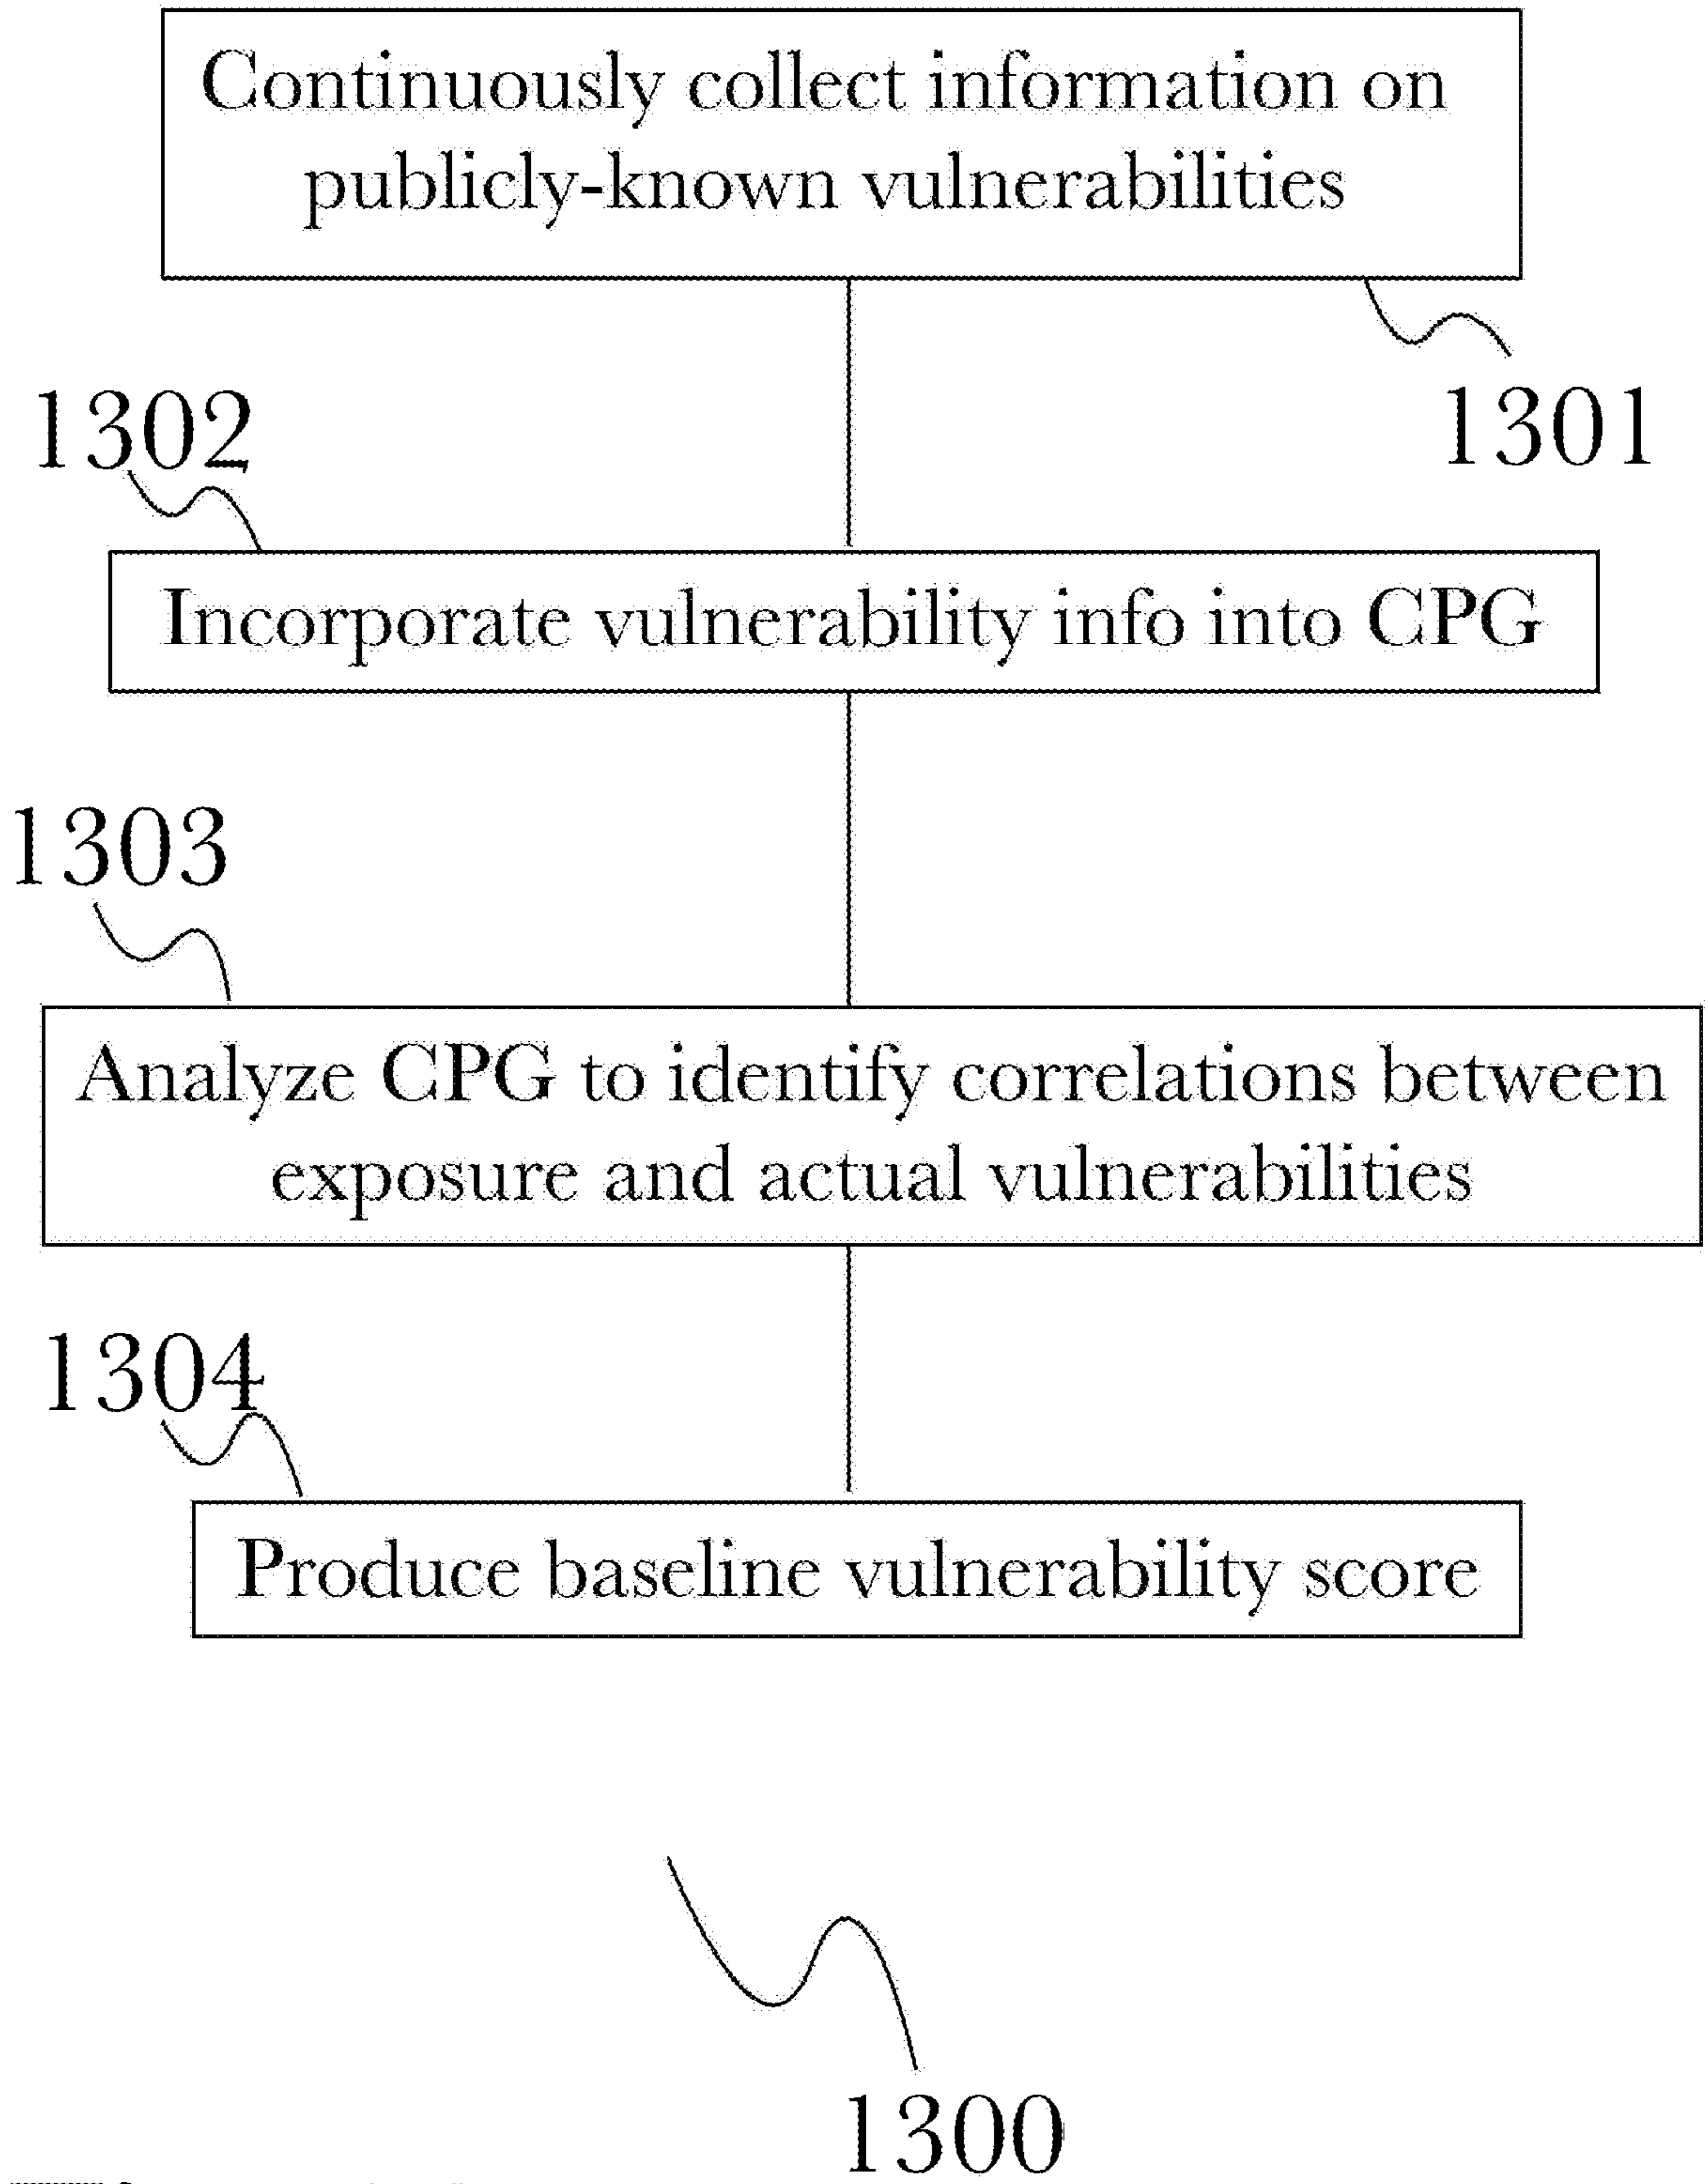 Continuously collect information on
publicly-known vulnerabilities
1301
1302
Incorporate vulnerability info into CPG
1303
Analyze CPG to identify correlations between
exposure and actual vulnerabilities
1304
Produce baseline vulnerability score
1300